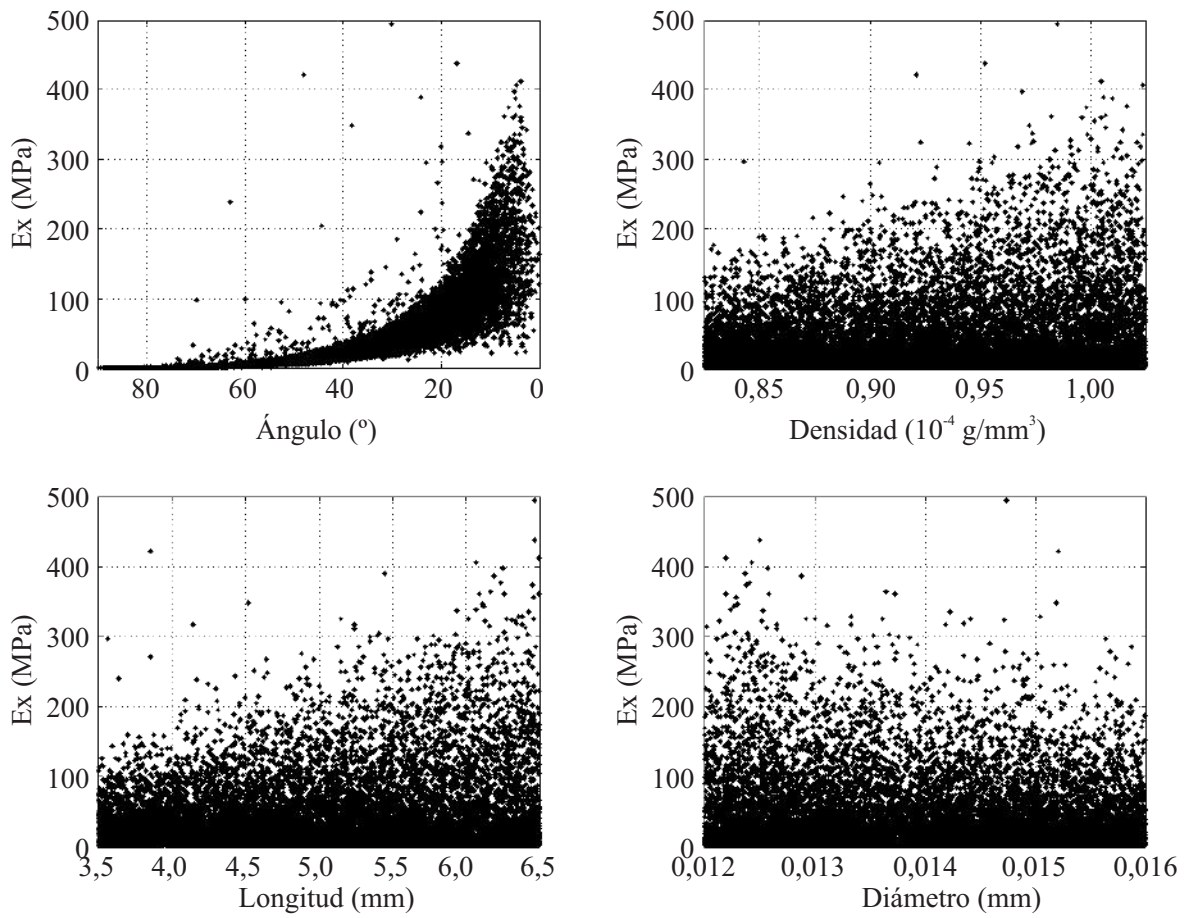 500
400
300
200
100
0
Ex (MPa)
80 60 40 20 0
Ángulo (º)
500
400
300
200
100
0
Ex (MPa)
0,85 0,90 0,95 1,00
Densidad (10⁻⁴ g/mm³)
500
400
300
200
100
0
Ex (MPa)
3,5 4,0 4,5 5,0 5,5 6,0 6,5
Longitud (mm)
500
400
300
200
100
0
Ex (MPa)
0,012 0,013 0,014 0,015 0,016
Diámetro (mm)